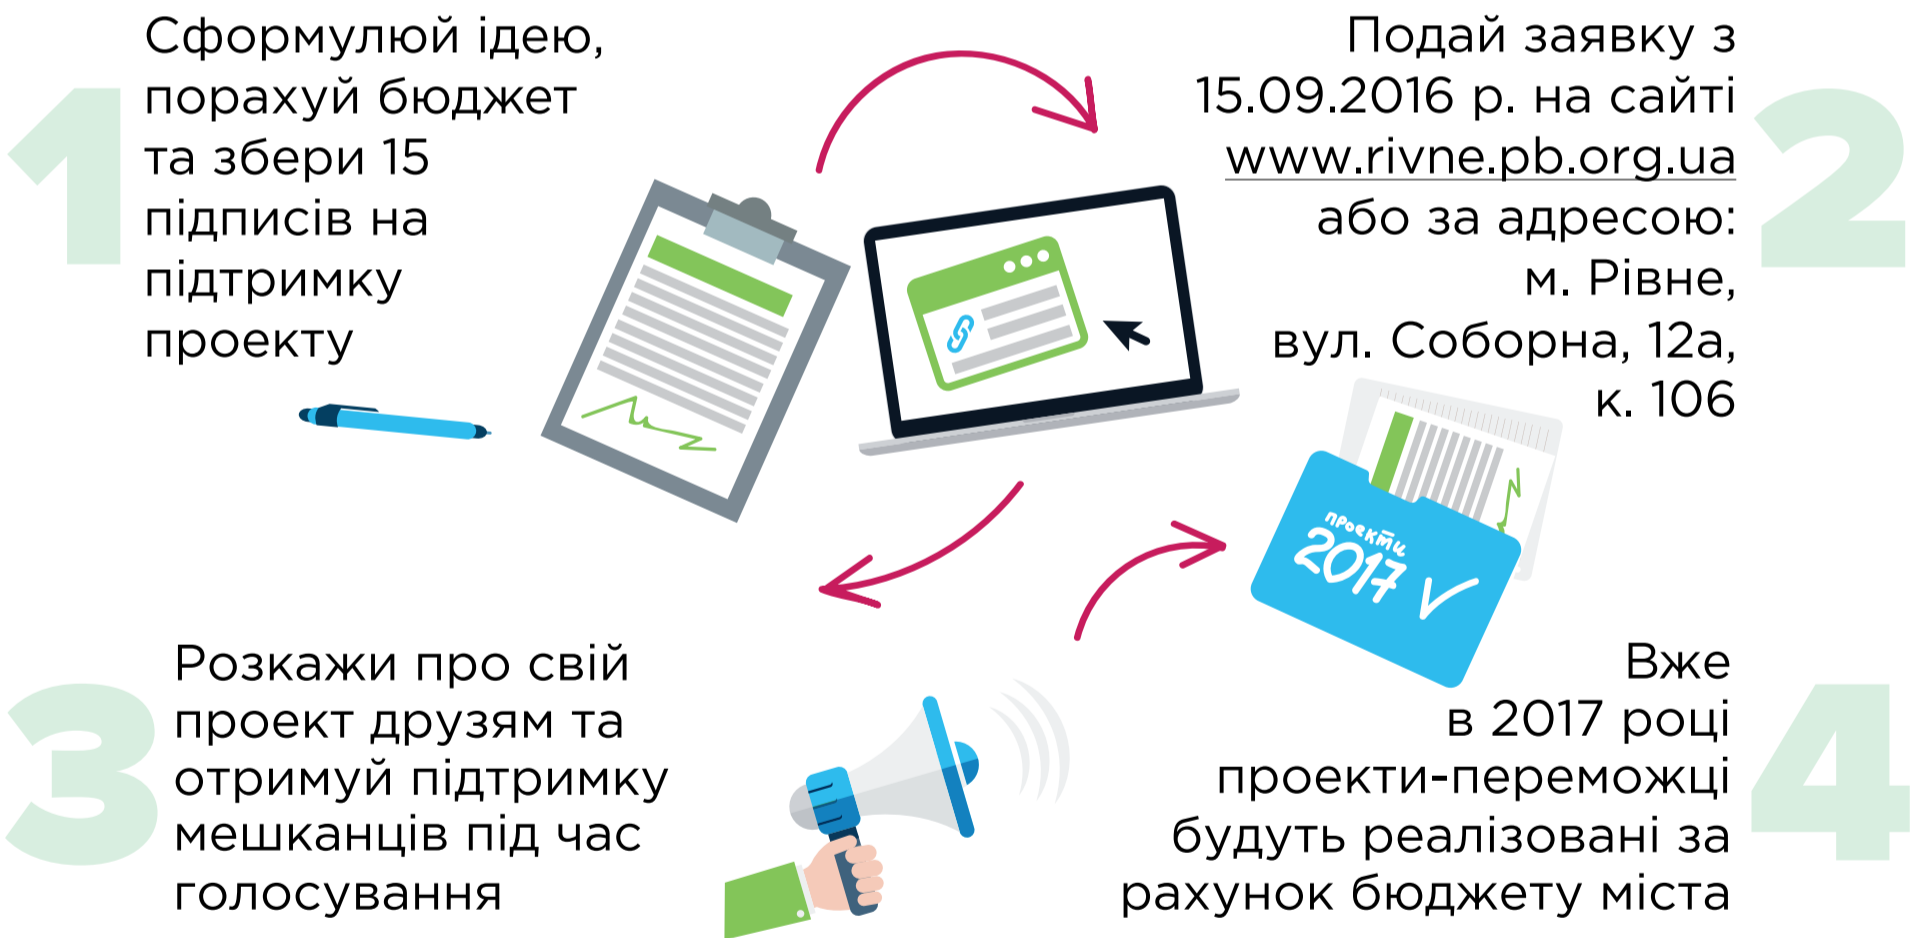 1
Сформулюй ідею,
порахуй бюджет
та збери 15
підписів на
підтримку
проекту
2
Подай заявку з
15.09.2016 р. на сайті
www.rivne.pb.org.ua
або за адресою:
м. Рівне,
вул. Соборна, 12а,
к. 106
3
Розкажи про свій
проект друзям та
отримуй підтримку
мешканців під час
голосування
проекти
2017
4
Вже
в 2017 році
проекти-переможці
будуть реалізовані за
рахунок бюджету міста